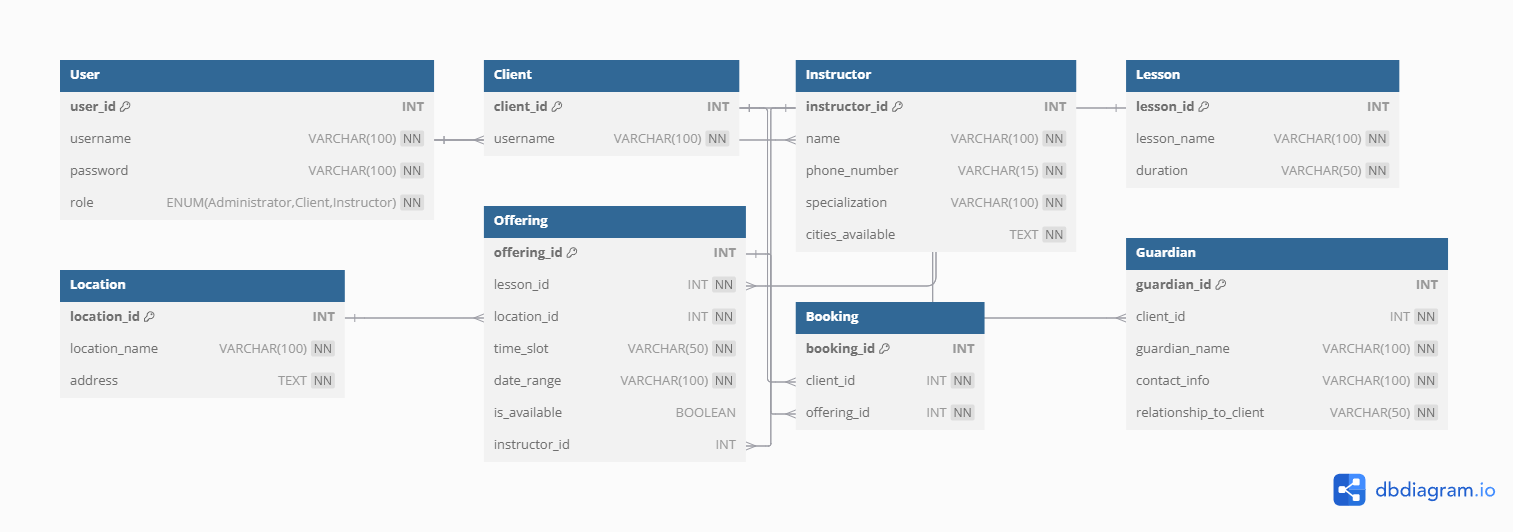 User
user_id INT
username VARCHAR(100) NN
password VARCHAR(100) NN
role ENUM(Administrator,Client,Instructor) NN
Client
client_id INT
username VARCHAR(100) NN
Instructor
instructor_id INT
name VARCHAR(100) NN
phone_number VARCHAR(15) NN
specialization VARCHAR(100) NN
cities_available TEXT NN
Lesson
lesson_id INT
lesson_name VARCHAR(100) NN
duration VARCHAR(50) NN
Location
location_id INT
location_name VARCHAR(100) NN
address TEXT NN
Offering
offering_id INT
lesson_id INT NN
location_id INT NN
time_slot VARCHAR(50) NN
date_range VARCHAR(100) NN
is_available BOOLEAN
instructor_id INT
Booking
booking_id INT
client_id INT NN
offering_id INT NN
Guardian
guardian_id INT
client_id INT NN
guardian_name VARCHAR(100) NN
contact_info VARCHAR(100) NN
relationship_to_client VARCHAR(50) NN
dbdiagram.io